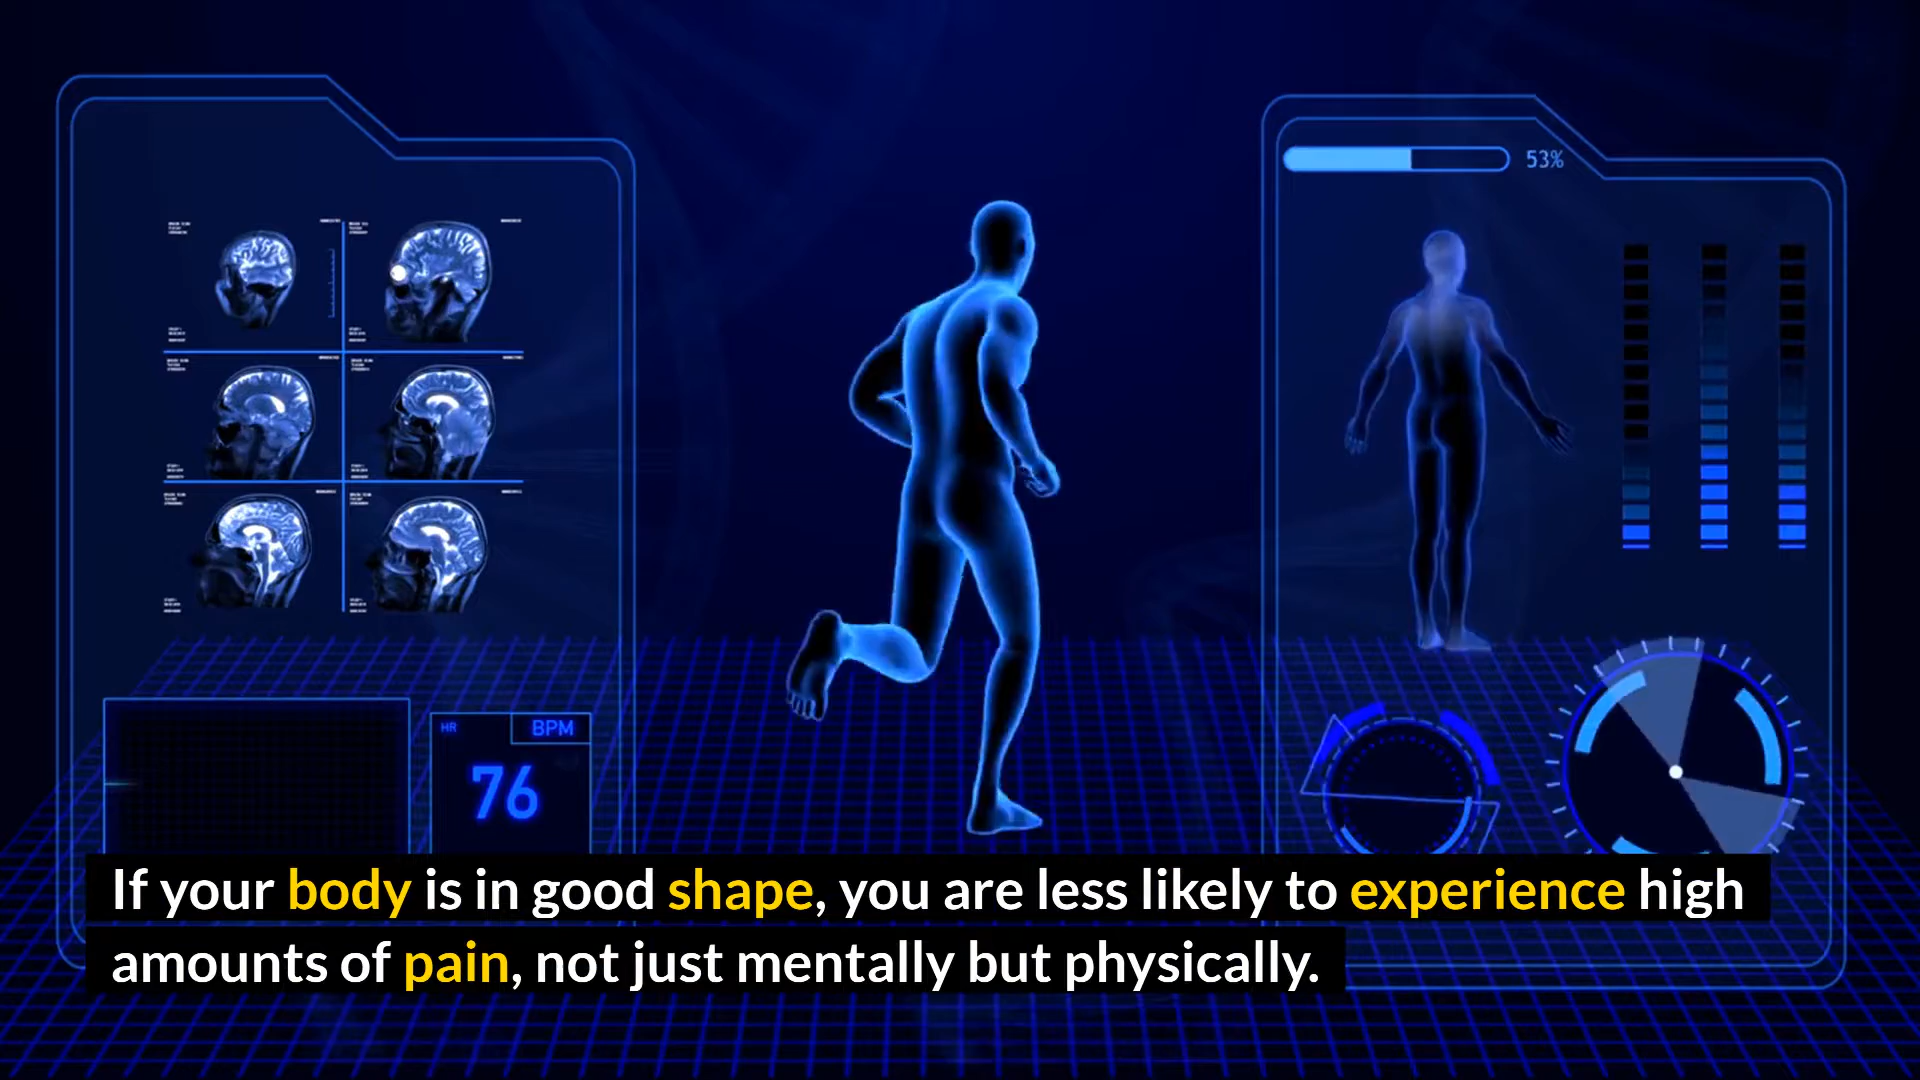 53%
HR
BPM
76
If your body is in good shape, you are less likely to experience high
amounts of pain, not just mentally but physically.